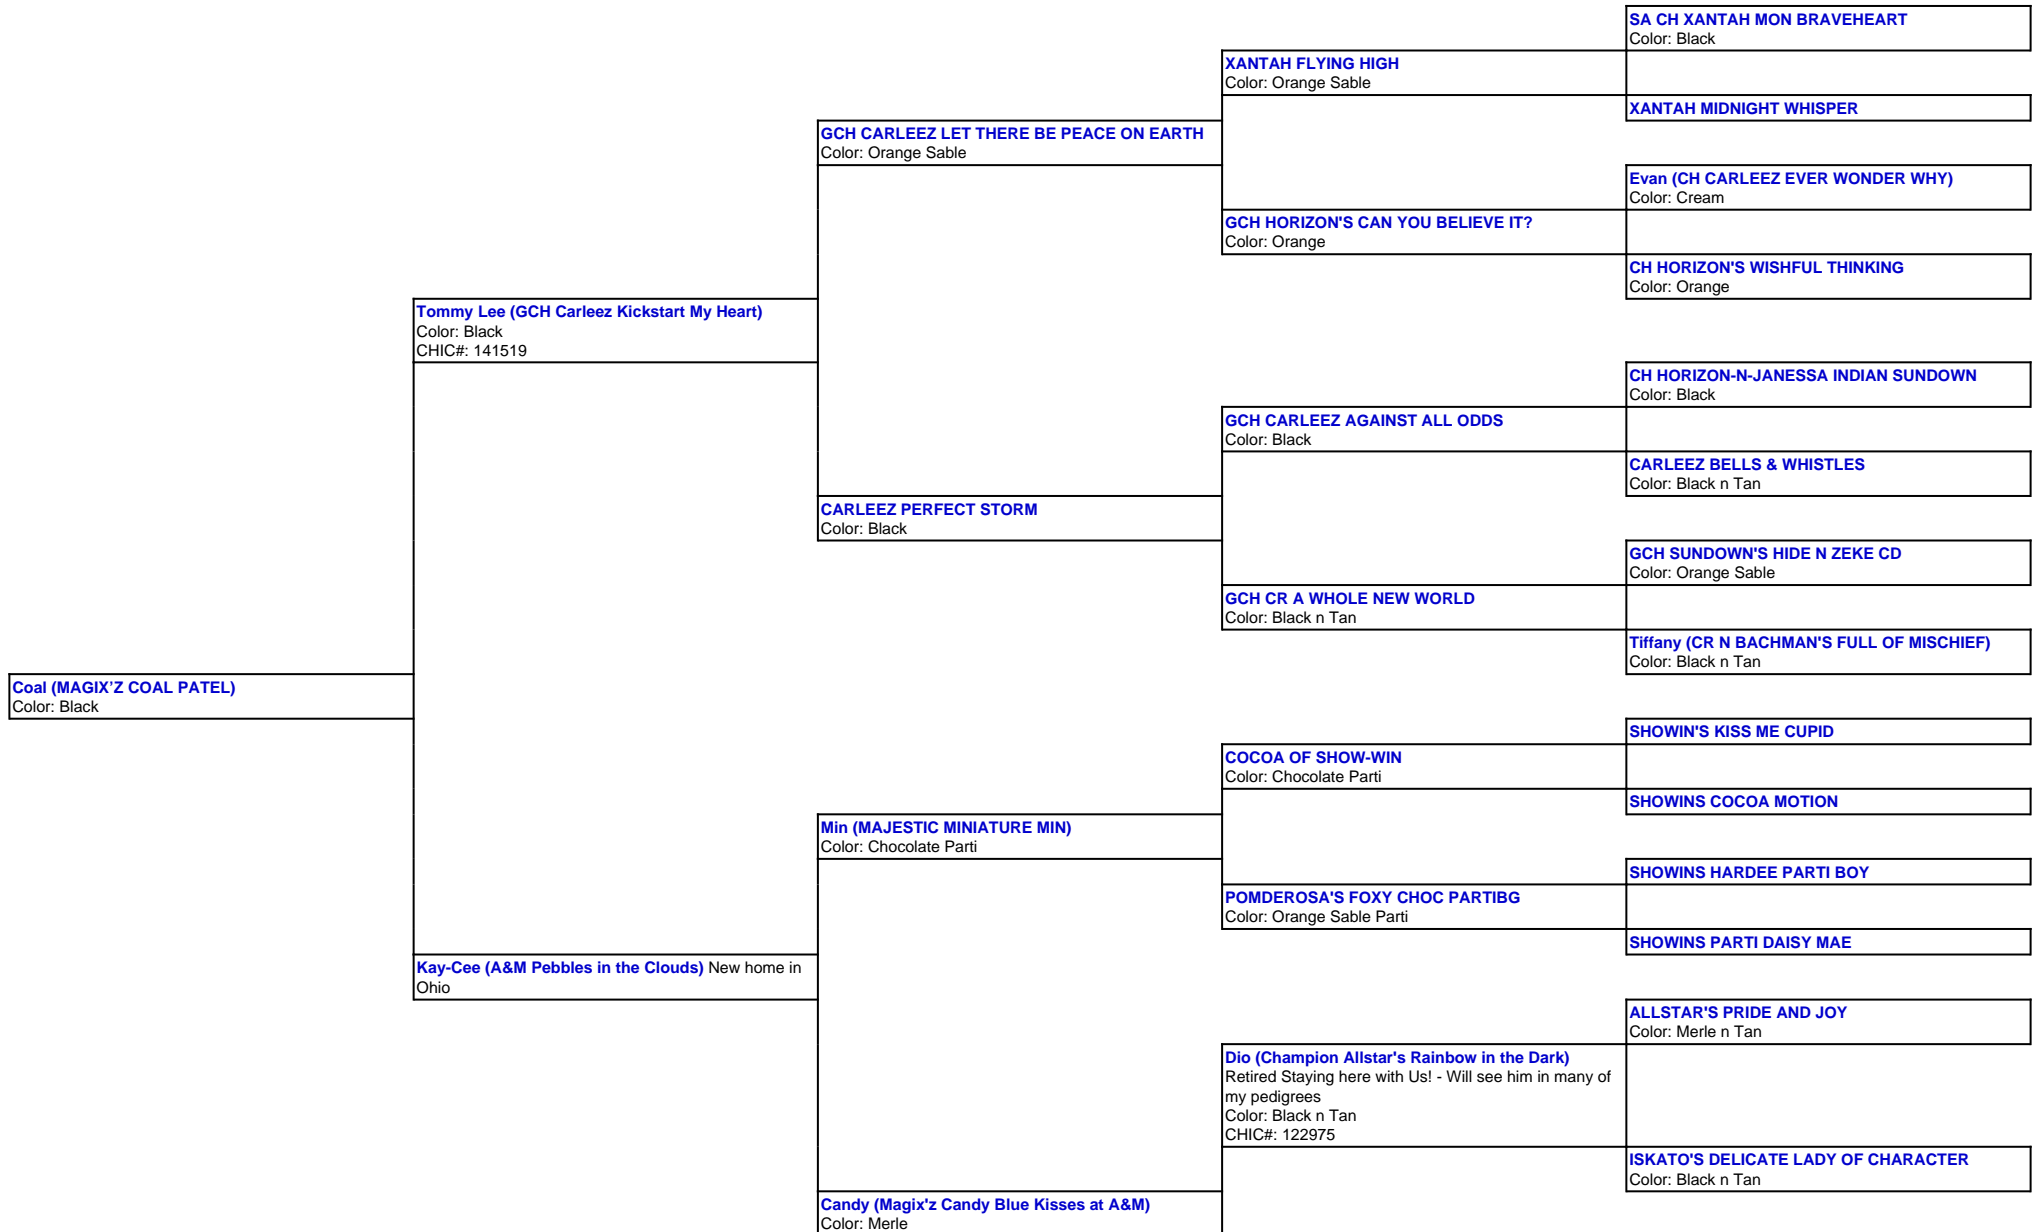 SA CH XANTAH MON BRAVEHEART
Color: Black
XANTAH FLYING HIGH
Color: Orange Sable
XANTAH MIDNIGHT WHISPER
GCH CARLEEZ LET THERE BE PEACE ON EARTH
Color: Orange Sable
Evan (CH CARLEEZ EVER WONDER WHY)
Color: Cream
GCH HORIZON'S CAN YOU BELIEVE IT?
Color: Orange
CH HORIZON'S WISHFUL THINKING
Color: Orange
Tommy Lee (GCH Carleez Kickstart My Heart)
Color: Black
CHIC#: 141519
CH HORIZON-N-JANESSA INDIAN SUNDOWN
Color: Black
GCH CARLEEZ AGAINST ALL ODDS
Color: Black
CARLEEZ BELLS & WHISTLES
Color: Black n Tan
CARLEEZ PERFECT STORM
Color: Black
GCH SUNDOWN'S HIDE N ZEKE CD
Color: Orange Sable
GCH CR A WHOLE NEW WORLD
Color: Black n Tan
Tiffany (CR N BACHMAN'S FULL OF MISCHIEF)
Color: Black n Tan
Coal (MAGIX’Z COAL PATEL)
Color: Black
SHOWIN'S KISS ME CUPID
COCOA OF SHOW-WIN
Color: Chocolate Parti
SHOWINS COCOA MOTION
Min (MAJESTIC MINIATURE MIN)
Color: Chocolate Parti
SHOWINS HARDEE PARTI BOY
POMDEROSA'S FOXY CHOC PARTIBG
Color: Orange Sable Parti
SHOWINS PARTI DAISY MAE
Kay-Cee (A&M Pebbles in the Clouds) New home in
Ohio
ALLSTAR'S PRIDE AND JOY
Color: Merle n Tan
Dio (Champion Allstar's Rainbow in the Dark)
Retired Staying here with Us! - Will see him in many of
my pedigrees
Color: Black n Tan
CHIC#: 122975
ISKATO'S DELICATE LADY OF CHARACTER
Color: Black n Tan
Candy (Magix'z Candy Blue Kisses at A&M)
Color: Merle